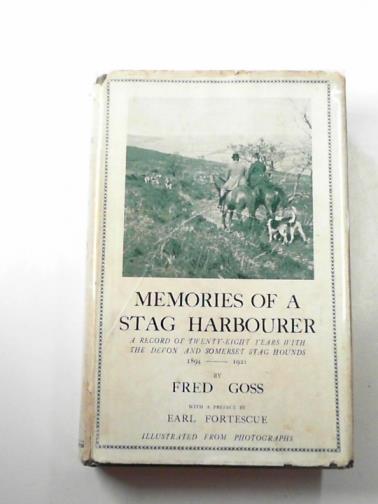 MEMORIES OF A
STAG HARBOURER
A RECORD OF TWENTY-EIGHT YEARS WITH
THE DEVON AND SOMERSET STAG HOUNDS
1894 —— 1921
BY
FRED GOSS
WITH A PREFACE BY
EARL FORTESCUE
ILLUSTRATED FROM PHOTOGRAPHS